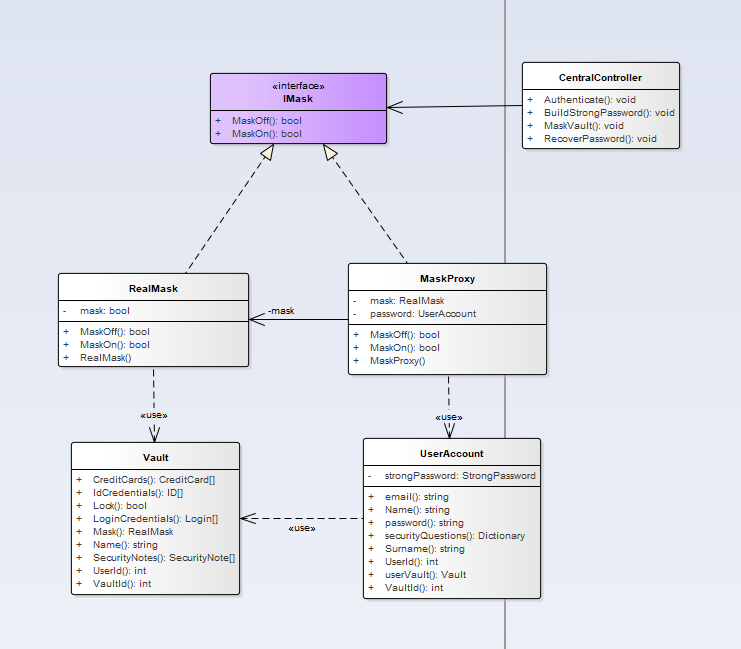 «interface»
IMask
+ MaskOff(): bool
+ MaskOn(): bool
CentralController
+ Authenticate(): void
+ BuildStrongPassword(): void
+ MaskVault(): void
+ RecoverPassword(): void
RealMask
- mask: bool
+ MaskOff(): bool
+ MaskOn(): bool
+ RealMask()
-mask
MaskProxy
- mask: RealMask
- password: UserAccount
+ MaskOff(): bool
+ MaskOn(): bool
+ MaskProxy()
«use»
«use»
Vault
+ CreditCards(): CreditCard[]
+ IdCredentials(): ID[]
+ Lock(): bool
+ LoginCredentials(): Login[]
+ Mask(): RealMask
+ Name(): string
+ SecurityNotes(): SecurityNote[]
+ UserId(): int
+ VaultId(): int
«use»
UserAccount
- strongPassword: StrongPassword
+ email(): string
+ Name(): string
+ password(): string
+ securityQuestions(): Dictionary
+ Surname(): string
+ UserId(): int
+ userVault(): Vault
+ VaultId(): int